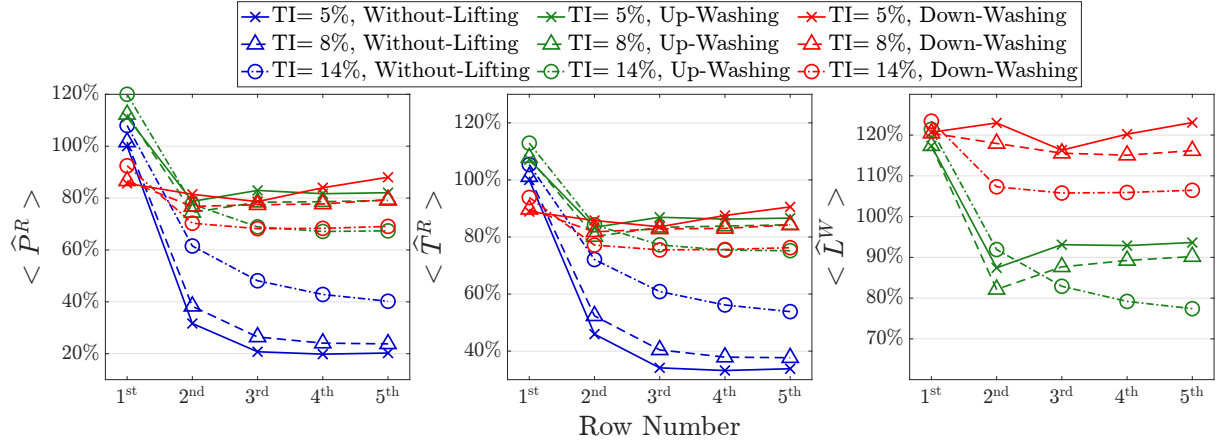 TI= 5%, Without-Lifting TI= 5%, Up-Washing TI= 5%, Down-Washing
TI= 8%, Without-Lifting TI= 8%, Up-Washing TI= 8%, Down-Washing
TI= 14%, Without-Lifting TI= 14%, Up-Washing TI= 14%, Down-Washing
< P̂ᴿ >
120%
100%
80%
60%
40%
20%
1st 2nd 3rd 4th 5th
< T̂ᴿ >
120%
100%
80%
60%
40%
1st 2nd 3rd 4th 5th
< L̂ᵂ >
120%
110%
100%
90%
80%
70%
1st 2nd 3rd 4th 5th
Row Number